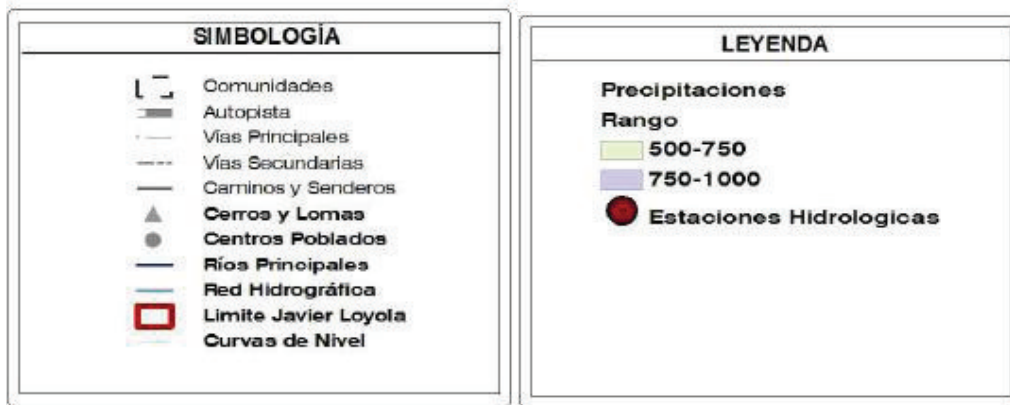 SIMBOLOGÍA
Comunidades
Autopista
Vías Principales
Vías Secundarias
Caminos y Senderos
Cerros y Lomas
Centros Poblados
Ríos Principales
Red Hidrográfica
Limite Javier Loyola
Curvas de Nivel
LEYENDA
Precipitaciones
Rango
500-750
750-1000
Estaciones Hidrologicas